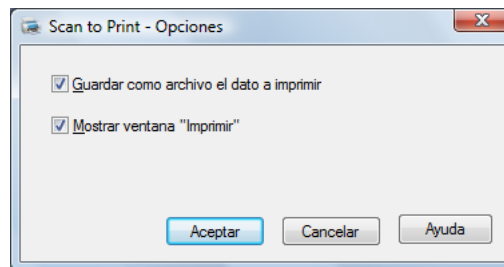 Scan to Print - Opciones
Guardar como archivo el dato a imprimir
Mostrar ventana "Imprimir"
Aceptar Cancelar Ayuda